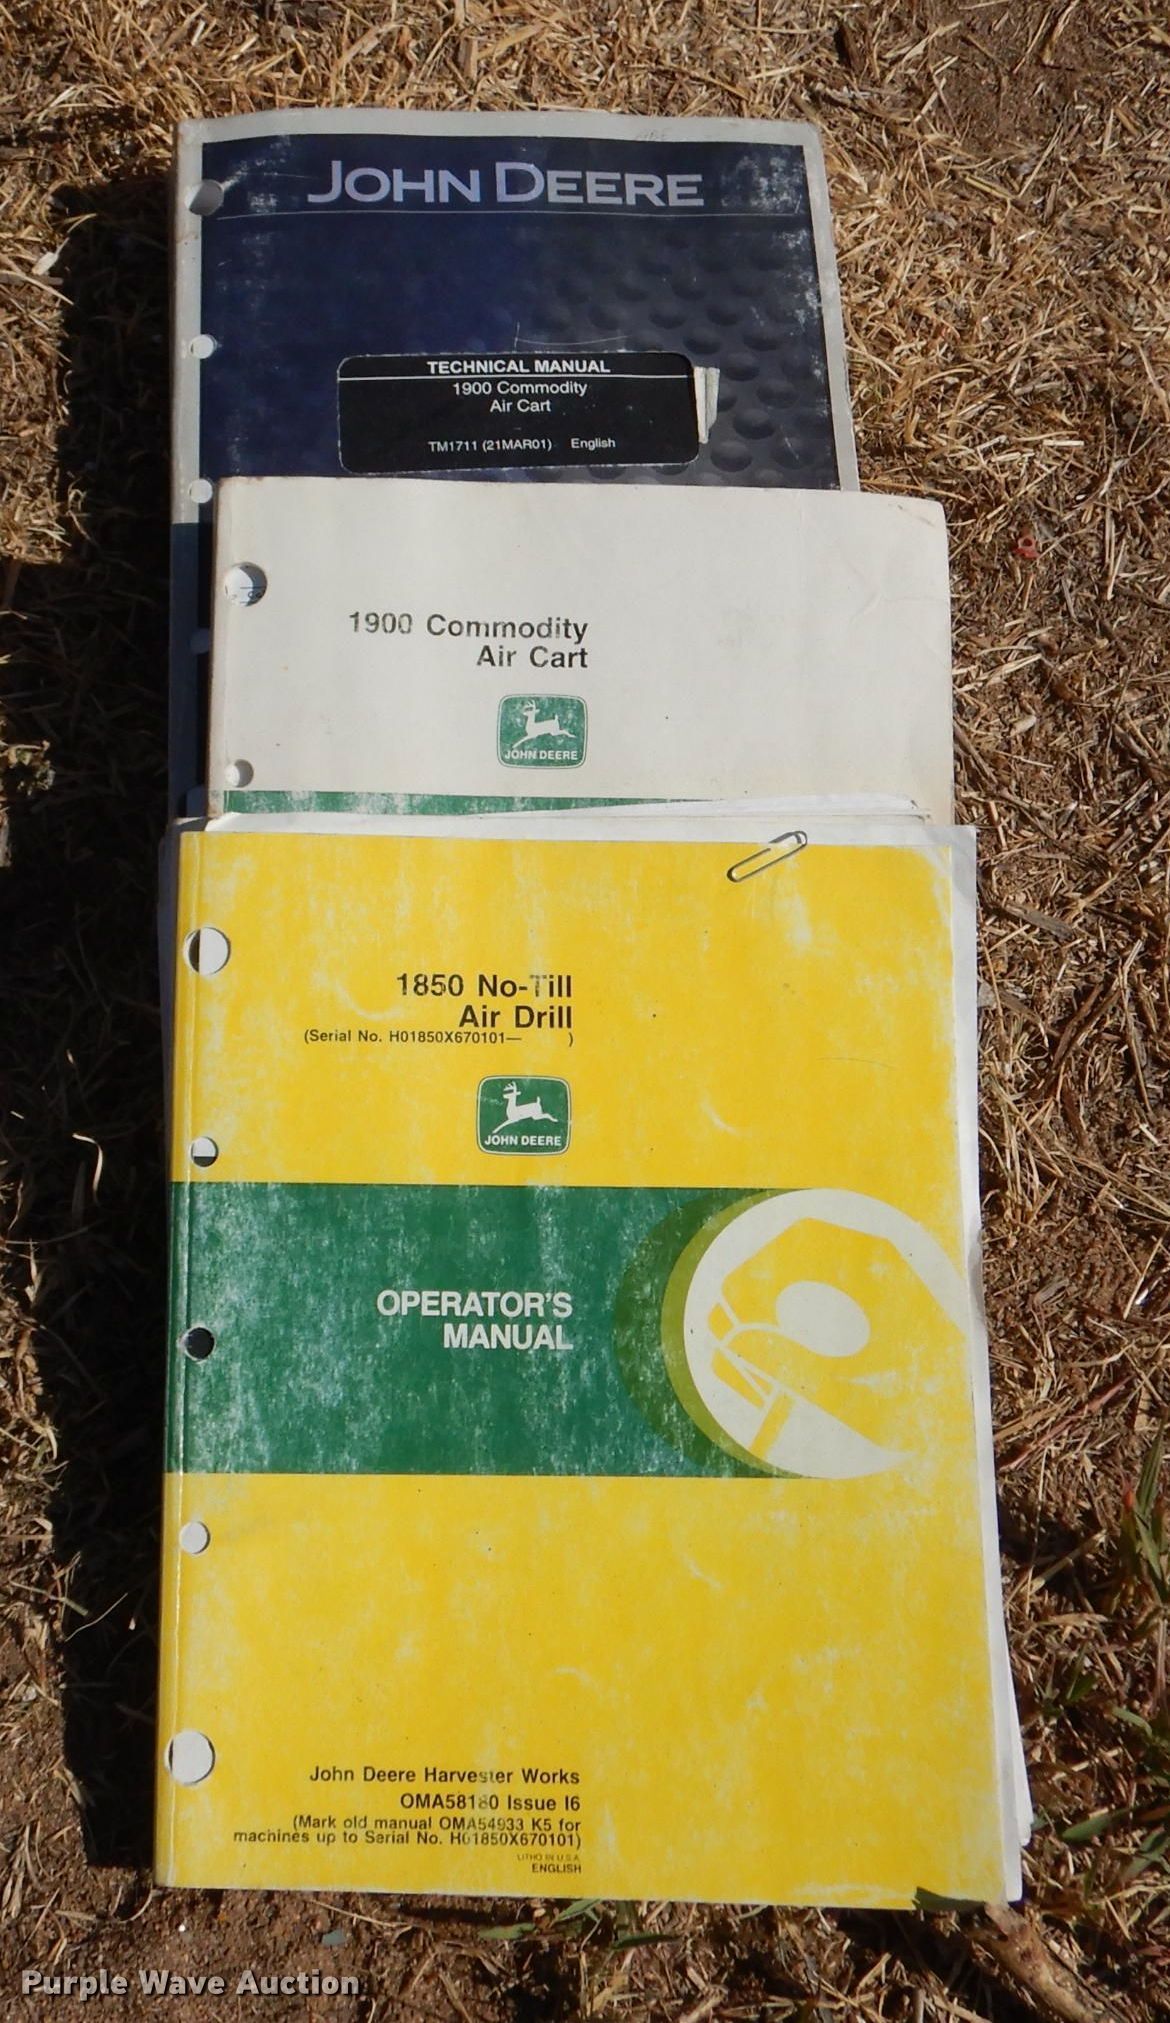 JOHN DEERE
TECHNICAL MANUAL
1900 Commodity
Air Cart
TM1711 (21MAR01) English
1900 Commodity
Air Cart
JOHN DEERE
1850 No-Till
Air Drill
(Serial No. H01850X670101— )
JOHN DEERE
OPERATOR'S
MANUAL
John Deere Harvester Works
OMA58180 Issue I6
(Mark old manual OMA54933 K5 for
machines up to Serial No. H01850X670101)
LITHO IN U.S.A.
ENGLISH
Purple Wave Auction